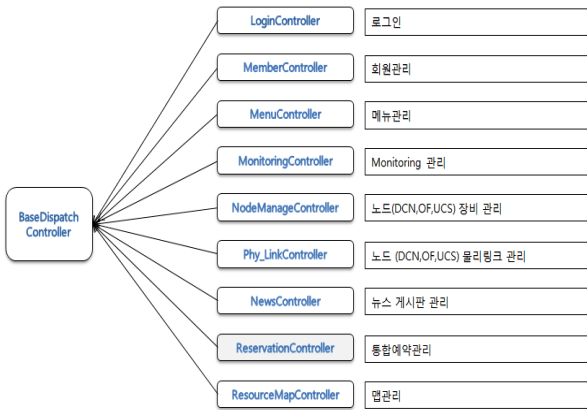 LoginController 로그인
MemberController 회원관리
MenuController 메뉴관리
MonitoringController Monitoring 관리
BaseDispatch
Controller
NodeManageController 노드(DCN,OF,UCS) 장비 관리
Phy_LinkController 노드 (DCN,OF,UCS) 물리링크 관리
NewsController 뉴스 게시판 관리
ReservationController 통합예약관리
ResourceMapController 맵관리